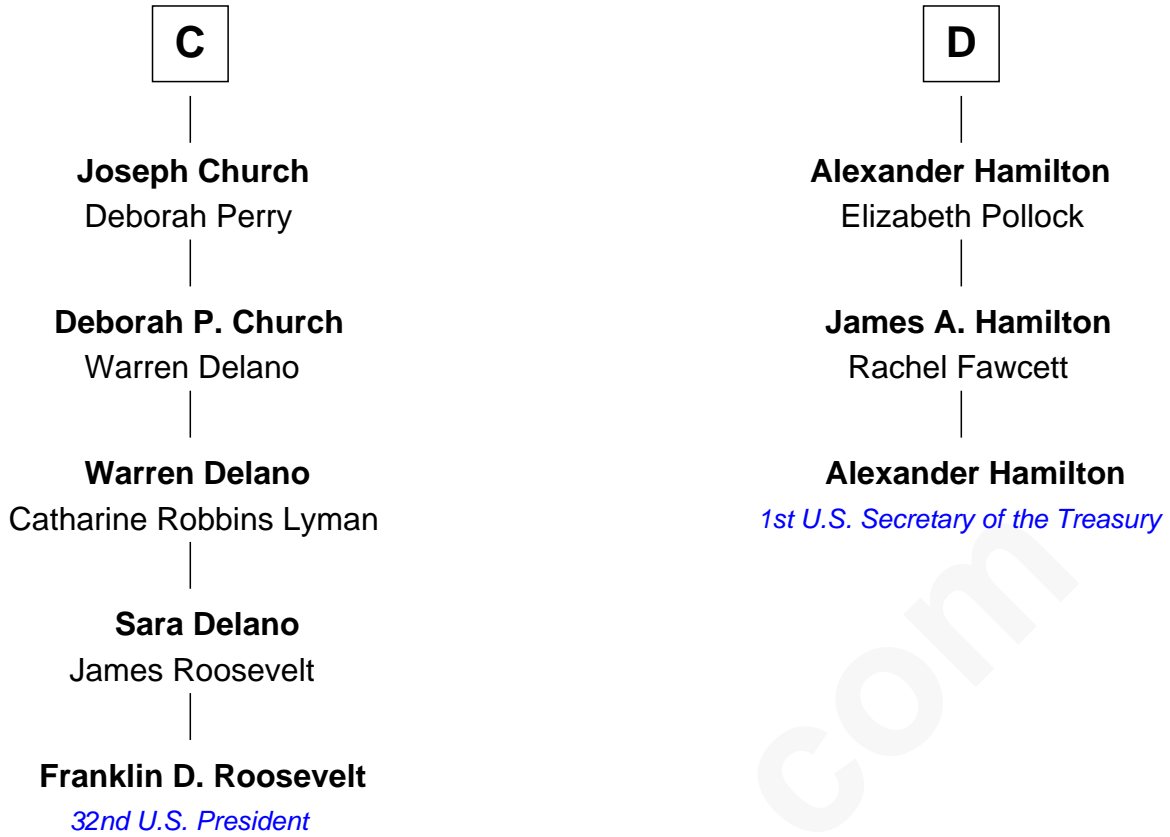 C
Joseph Church
Deborah Perry
Deborah P. Church
Warren Delano
Warren Delano
Catharine Robbins Lyman
Sara Delano
James Roosevelt
Franklin D. Roosevelt
32nd U.S. President
D
Alexander Hamilton
Elizabeth Pollock
James A. Hamilton
Rachel Fawcett
Alexander Hamilton
1st U.S. Secretary of the Treasury
com